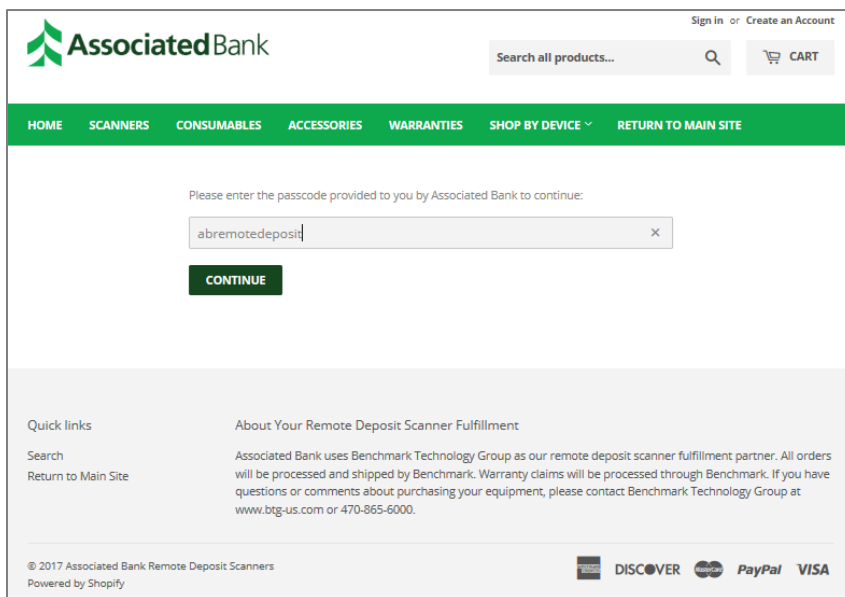 Sign in or Create an Account
Associated Bank
Search all products...
CART
HOME SCANNERS CONSUMABLES ACCESSORIES WARRANTIES SHOP BY DEVICE RETURN TO MAIN SITE
Please enter the passcode provided to you by Associated Bank to continue:
abremotedeposit
CONTINUE
Quick links
Search
Return to Main Site
About Your Remote Deposit Scanner Fulfillment
Associated Bank uses Benchmark Technology Group as our remote deposit scanner fulfillment partner. All orders
will be processed and shipped by Benchmark. Warranty claims will be processed through Benchmark. If you have
questions or comments about purchasing your equipment, please contact Benchmark Technology Group at
www.btg-us.com or 470-865-6000.
© 2017 Associated Bank Remote Deposit Scanners
Powered by Shopify
DISCOVER MasterCard PayPal VISA